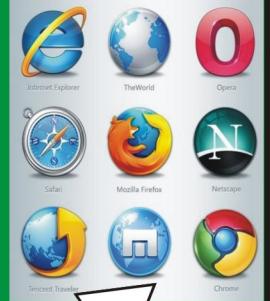 Internet Explorer TheWorld Opera
Safari Mozilla Firefox Netscape
Tencent Traveler Chrome